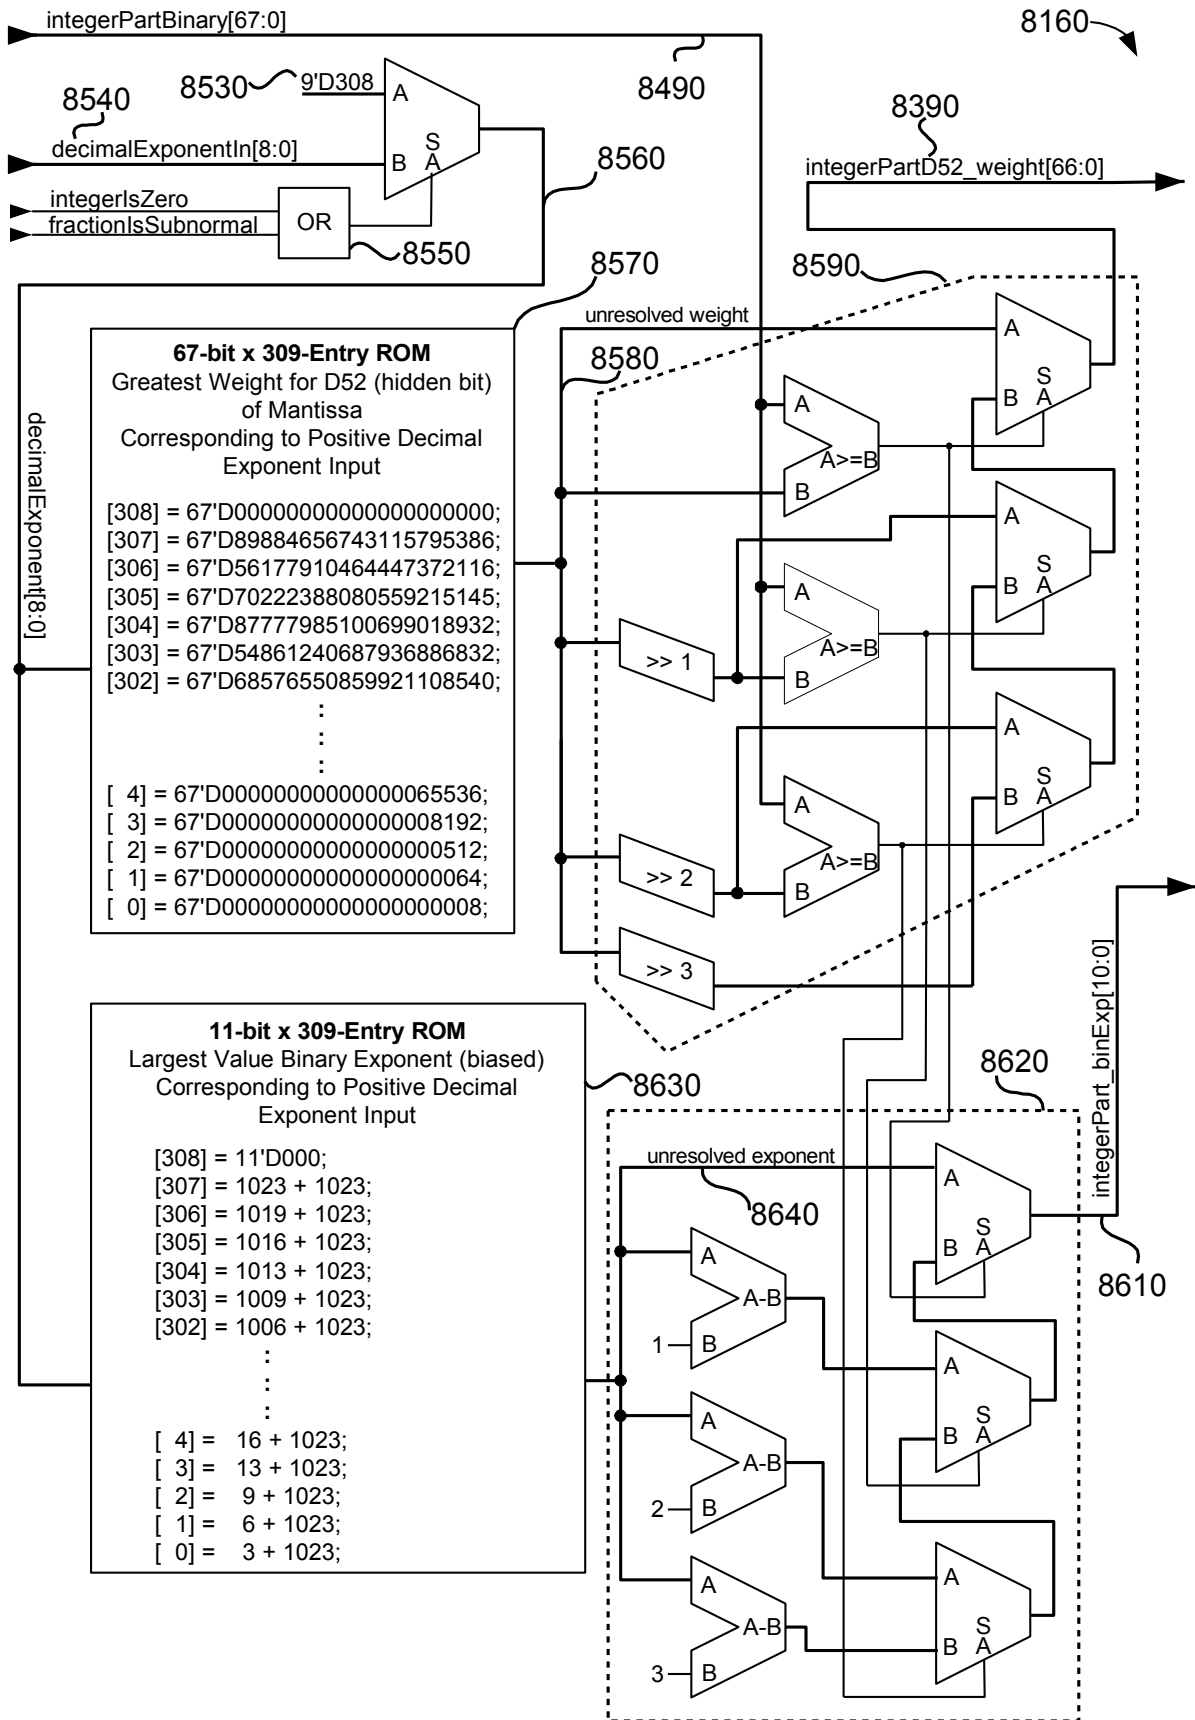 integerPartBinary[67:0]
8160
8530
9'D308
A
8490
8540
decimalExponentIn[8:0]
B
S
A
8560
8390
integerPartD52_weight[66:0]
integerIsZero
fractionIsSubnormal
OR
8550
8570
8590
decimalExponent[8:0]
67-bit x 309-Entry ROM
Greatest Weight for D52 (hidden bit)
of Mantissa
Corresponding to Positive Decimal
Exponent Input
[308] = 67'D00000000000000000000;
[307] = 67'D89884656743115795386;
[306] = 67'D56177910464447372116;
[305] = 67'D70222388080559215145;
[304] = 67'D87777985100699018932;
[303] = 67'D54861240687936886832;
[302] = 67'D68576550859921108540;
:
:
:
[ 4] = 67'D00000000000000065536;
[ 3] = 67'D00000000000000008192;
[ 2] = 67'D00000000000000000512;
[ 1] = 67'D00000000000000000064;
[ 0] = 67'D00000000000000000008;
unresolved weight
8580
A
A>=B
B
A
B
S
A
>> 1
A
A>=B
B
A
B
S
A
>> 2
A
A>=B
B
A
B
S
A
>> 3
integerPart_binExp[10:0]
11-bit x 309-Entry ROM
Largest Value Binary Exponent (biased)
Corresponding to Positive Decimal
Exponent Input
[308] = 11'D000;
[307] = 1023 + 1023;
[306] = 1019 + 1023;
[305] = 1016 + 1023;
[304] = 1013 + 1023;
[303] = 1009 + 1023;
[302] = 1006 + 1023;
:
:
:
[ 4] = 16 + 1023;
[ 3] = 13 + 1023;
[ 2] = 9 + 1023;
[ 1] = 6 + 1023;
[ 0] = 3 + 1023;
8630
8620
unresolved exponent
8640
A
A-B
1
B
A
B
S
A
8610
A
A-B
2
B
A
B
S
A
A
A-B
3
B
A
B
S
A